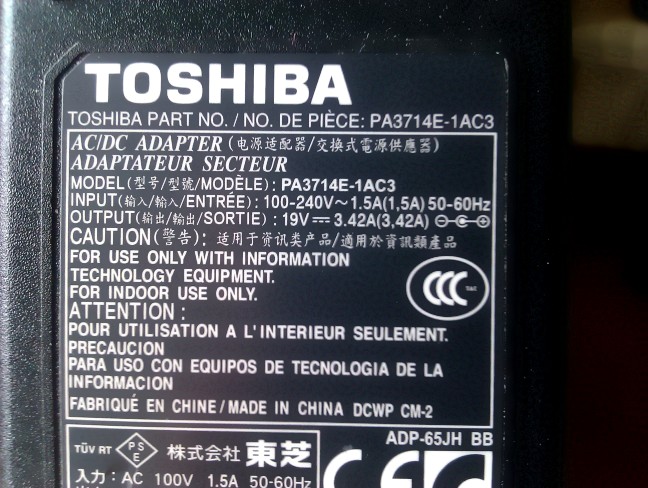 TOSHIBA
TOSHIBA PART NO. / NO. DE PIÈCE: PA3714E-1AC3
AC/DC ADAPTER (电源适配器/交換式電源供應器)
ADAPTATEUR SECTEUR
MODEL(型号/型號/MODÈLE): PA3714E-1AC3
INPUT(输入/輸入/ENTRÉE): 100-240V~1.5A(1,5A) 50-60Hz
OUTPUT(输出/輸出/SORTIE): 19V⎓3.42A(3,42A)
CAUTION(警告): 适用于资讯类产品/適用於資訊類產品
FOR USE ONLY WITH INFORMATION
TECHNOLOGY EQUIPMENT.
FOR INDOOR USE ONLY.
CCC
ATTENTION :
POUR UTILISATION A L'INTERIEUR SEULEMENT.
PRECAUCION
PARA USO CON EQUIPOS DE TECNOLOGIA DE LA
INFORMACION
FABRIQUÉ EN CHINE / MADE IN CHINA DCWP CM-2
ADP-65JH BB
TÜV RT PSE 株式会社 東芝
CE
入力: AC 100V 1.5A 50-60Hz